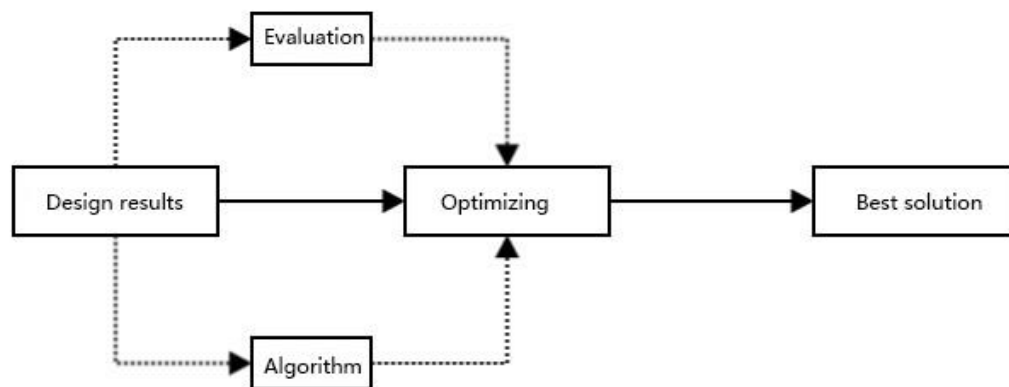 Evaluation
Design results
Optimizing
Best solution
Algorithm